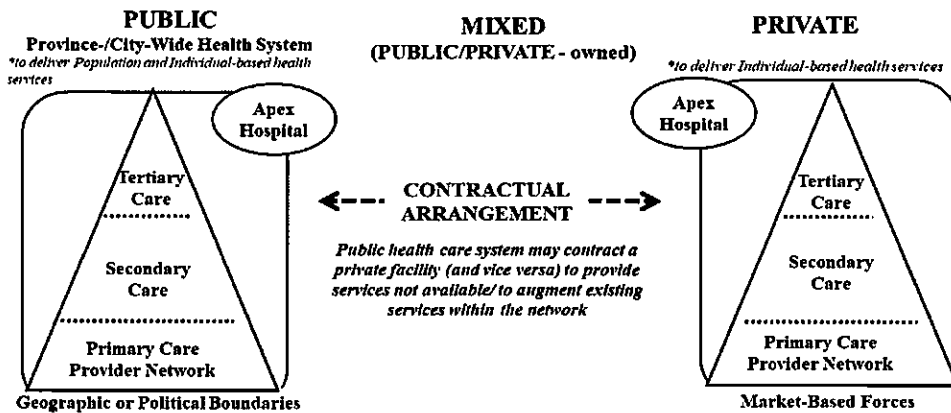 PUBLIC
Province-/City-Wide Health System
*to deliver Population and Individual-based health
services
Apex
Hospital
Tertiary
Care
Secondary
Care
Primary Care
Provider Network
Geographic or Political Boundaries
MIXED
(PUBLIC/PRIVATE - owned)
CONTRACTUAL
ARRANGEMENT
Public health care system may contract a
private facility (and vice versa) to provide
services not available/ to augment existing
services within the network
PRIVATE
*to deliver Individual-based health services
Apex
Hospital
Tertiary
Care
Secondary
Care
Primary Care
Provider Network
Market-Based Forces